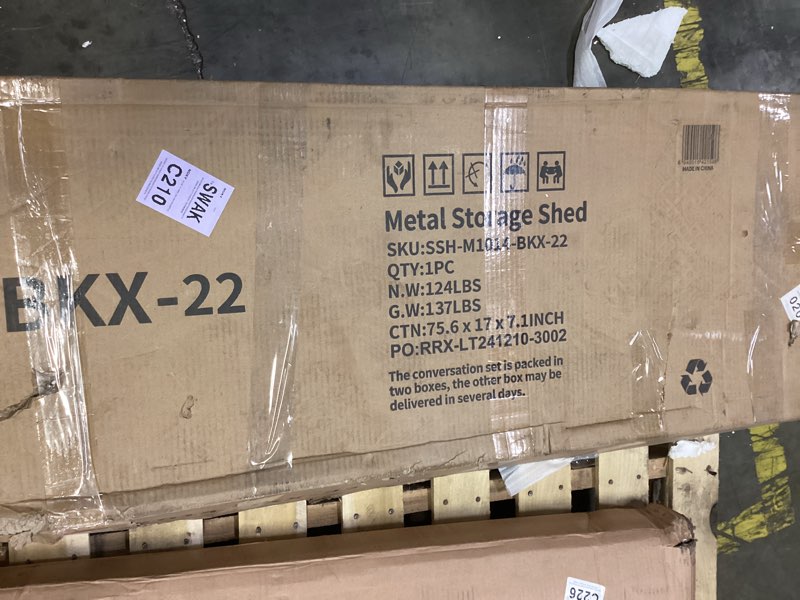 C210
SWAK
BKX-22
Metal Storage Shed
SKU:SSH-M1014-BKX-22
QTY:1PC
N.W:124LBS
G.W:137LBS
CTN:75.6 x 17 x 7.1INCH
PO:RRX-LT241210-3002
The conversation set is packed in
two boxes, the other box may be
delivered in several days.
MADE IN CHINA
020
C226